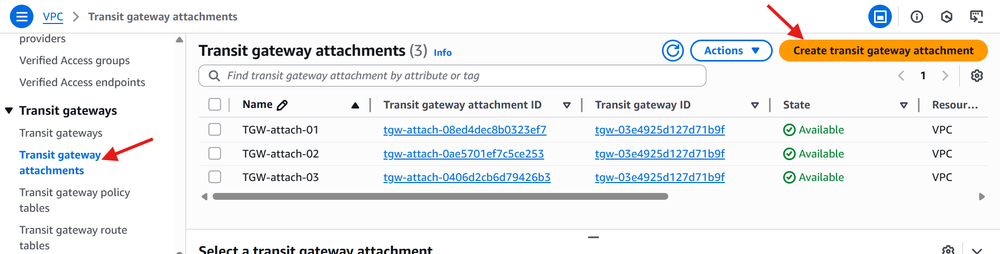 VPC > Transit gateway attachments
providers
Verified Access groups
Verified Access endpoints
Transit gateways
Transit gateways
Transit gateway
attachments
Transit gateway policy
tables
Transit gateway route
tables
Transit gateway attachments (3) Info
Actions
Create transit gateway attachment
Find transit gateway attachment by attribute or tag
1
Name Transit gateway attachment ID Transit gateway ID State Resour...
TGW-attach-01 tgw-attach-08ed4dec8b0323ef7 tgw-03e4925d127d71b9f Available VPC
TGW-attach-02 tgw-attach-0ae5701ef7c5ce253 tgw-03e4925d127d71b9f Available VPC
TGW-attach-03 tgw-attach-0406d2cb6d79426b3 tgw-03e4925d127d71b9f Available VPC
Select a transit gateway attachment